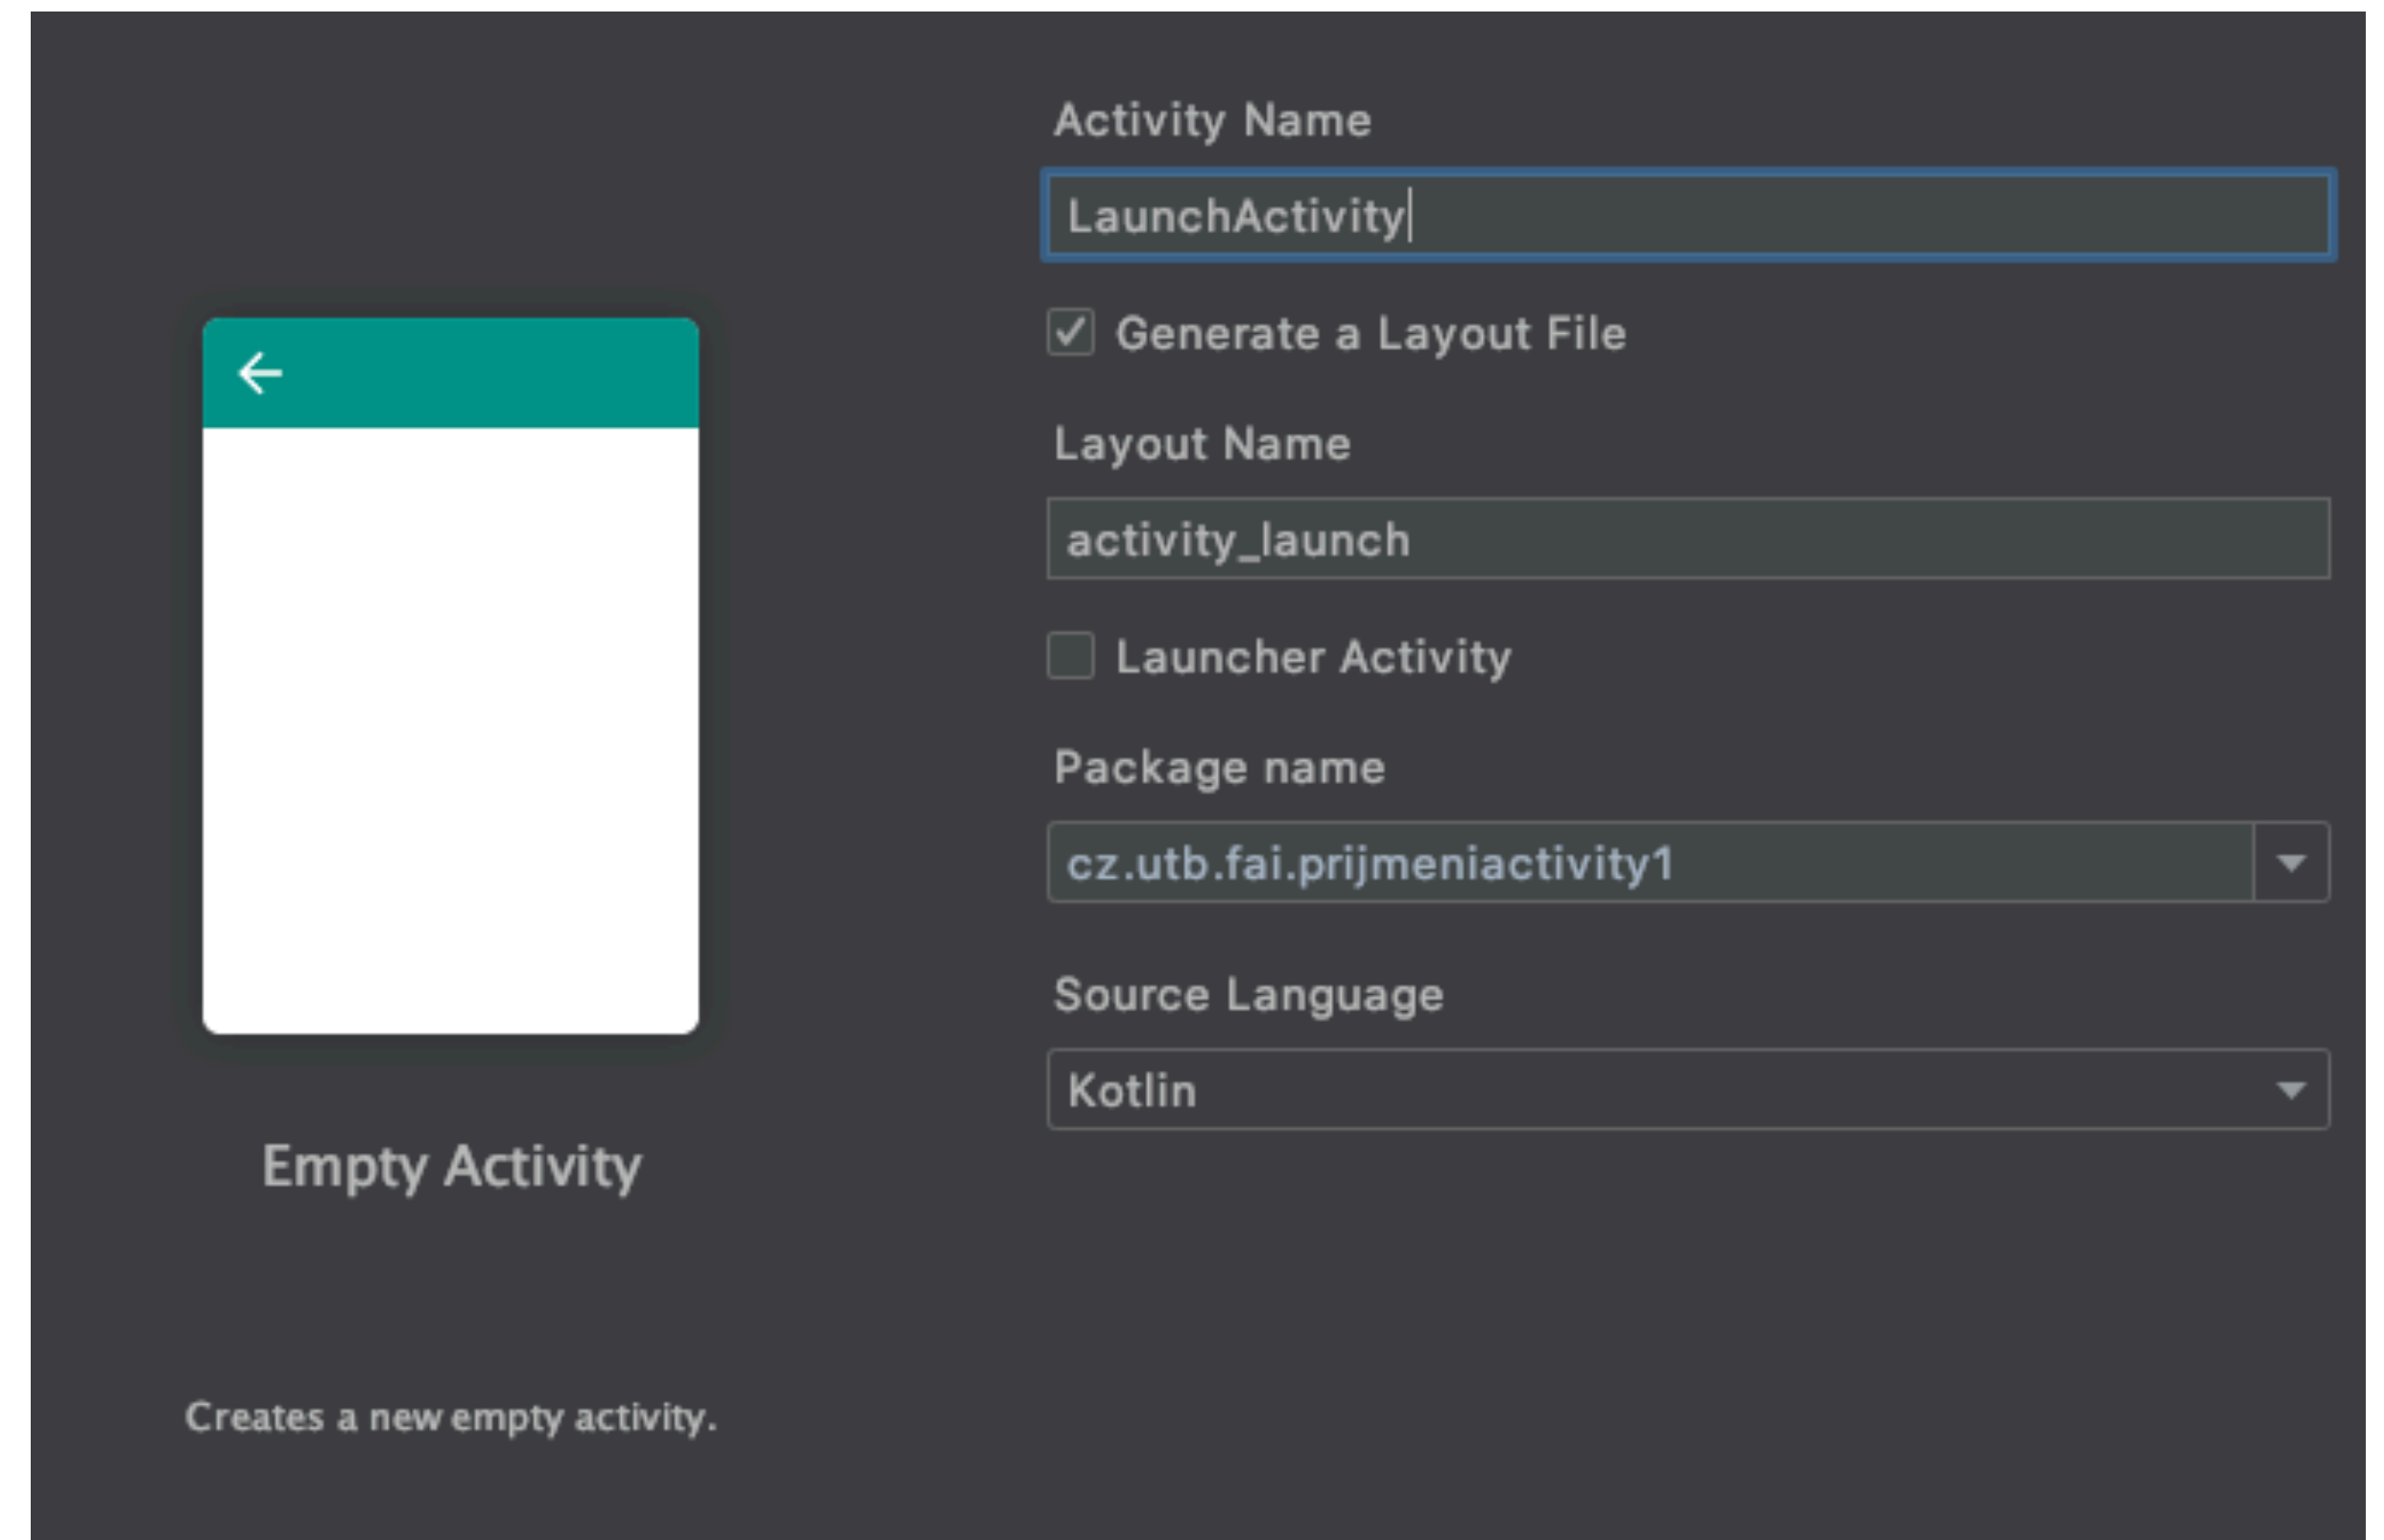 Activity Name
LaunchActivity
Generate a Layout File
Layout Name
activity_launch
Launcher Activity
Package name
cz.utb.fai.prijmeniactivity1
Source Language
Kotlin
Empty Activity
Creates a new empty activity.